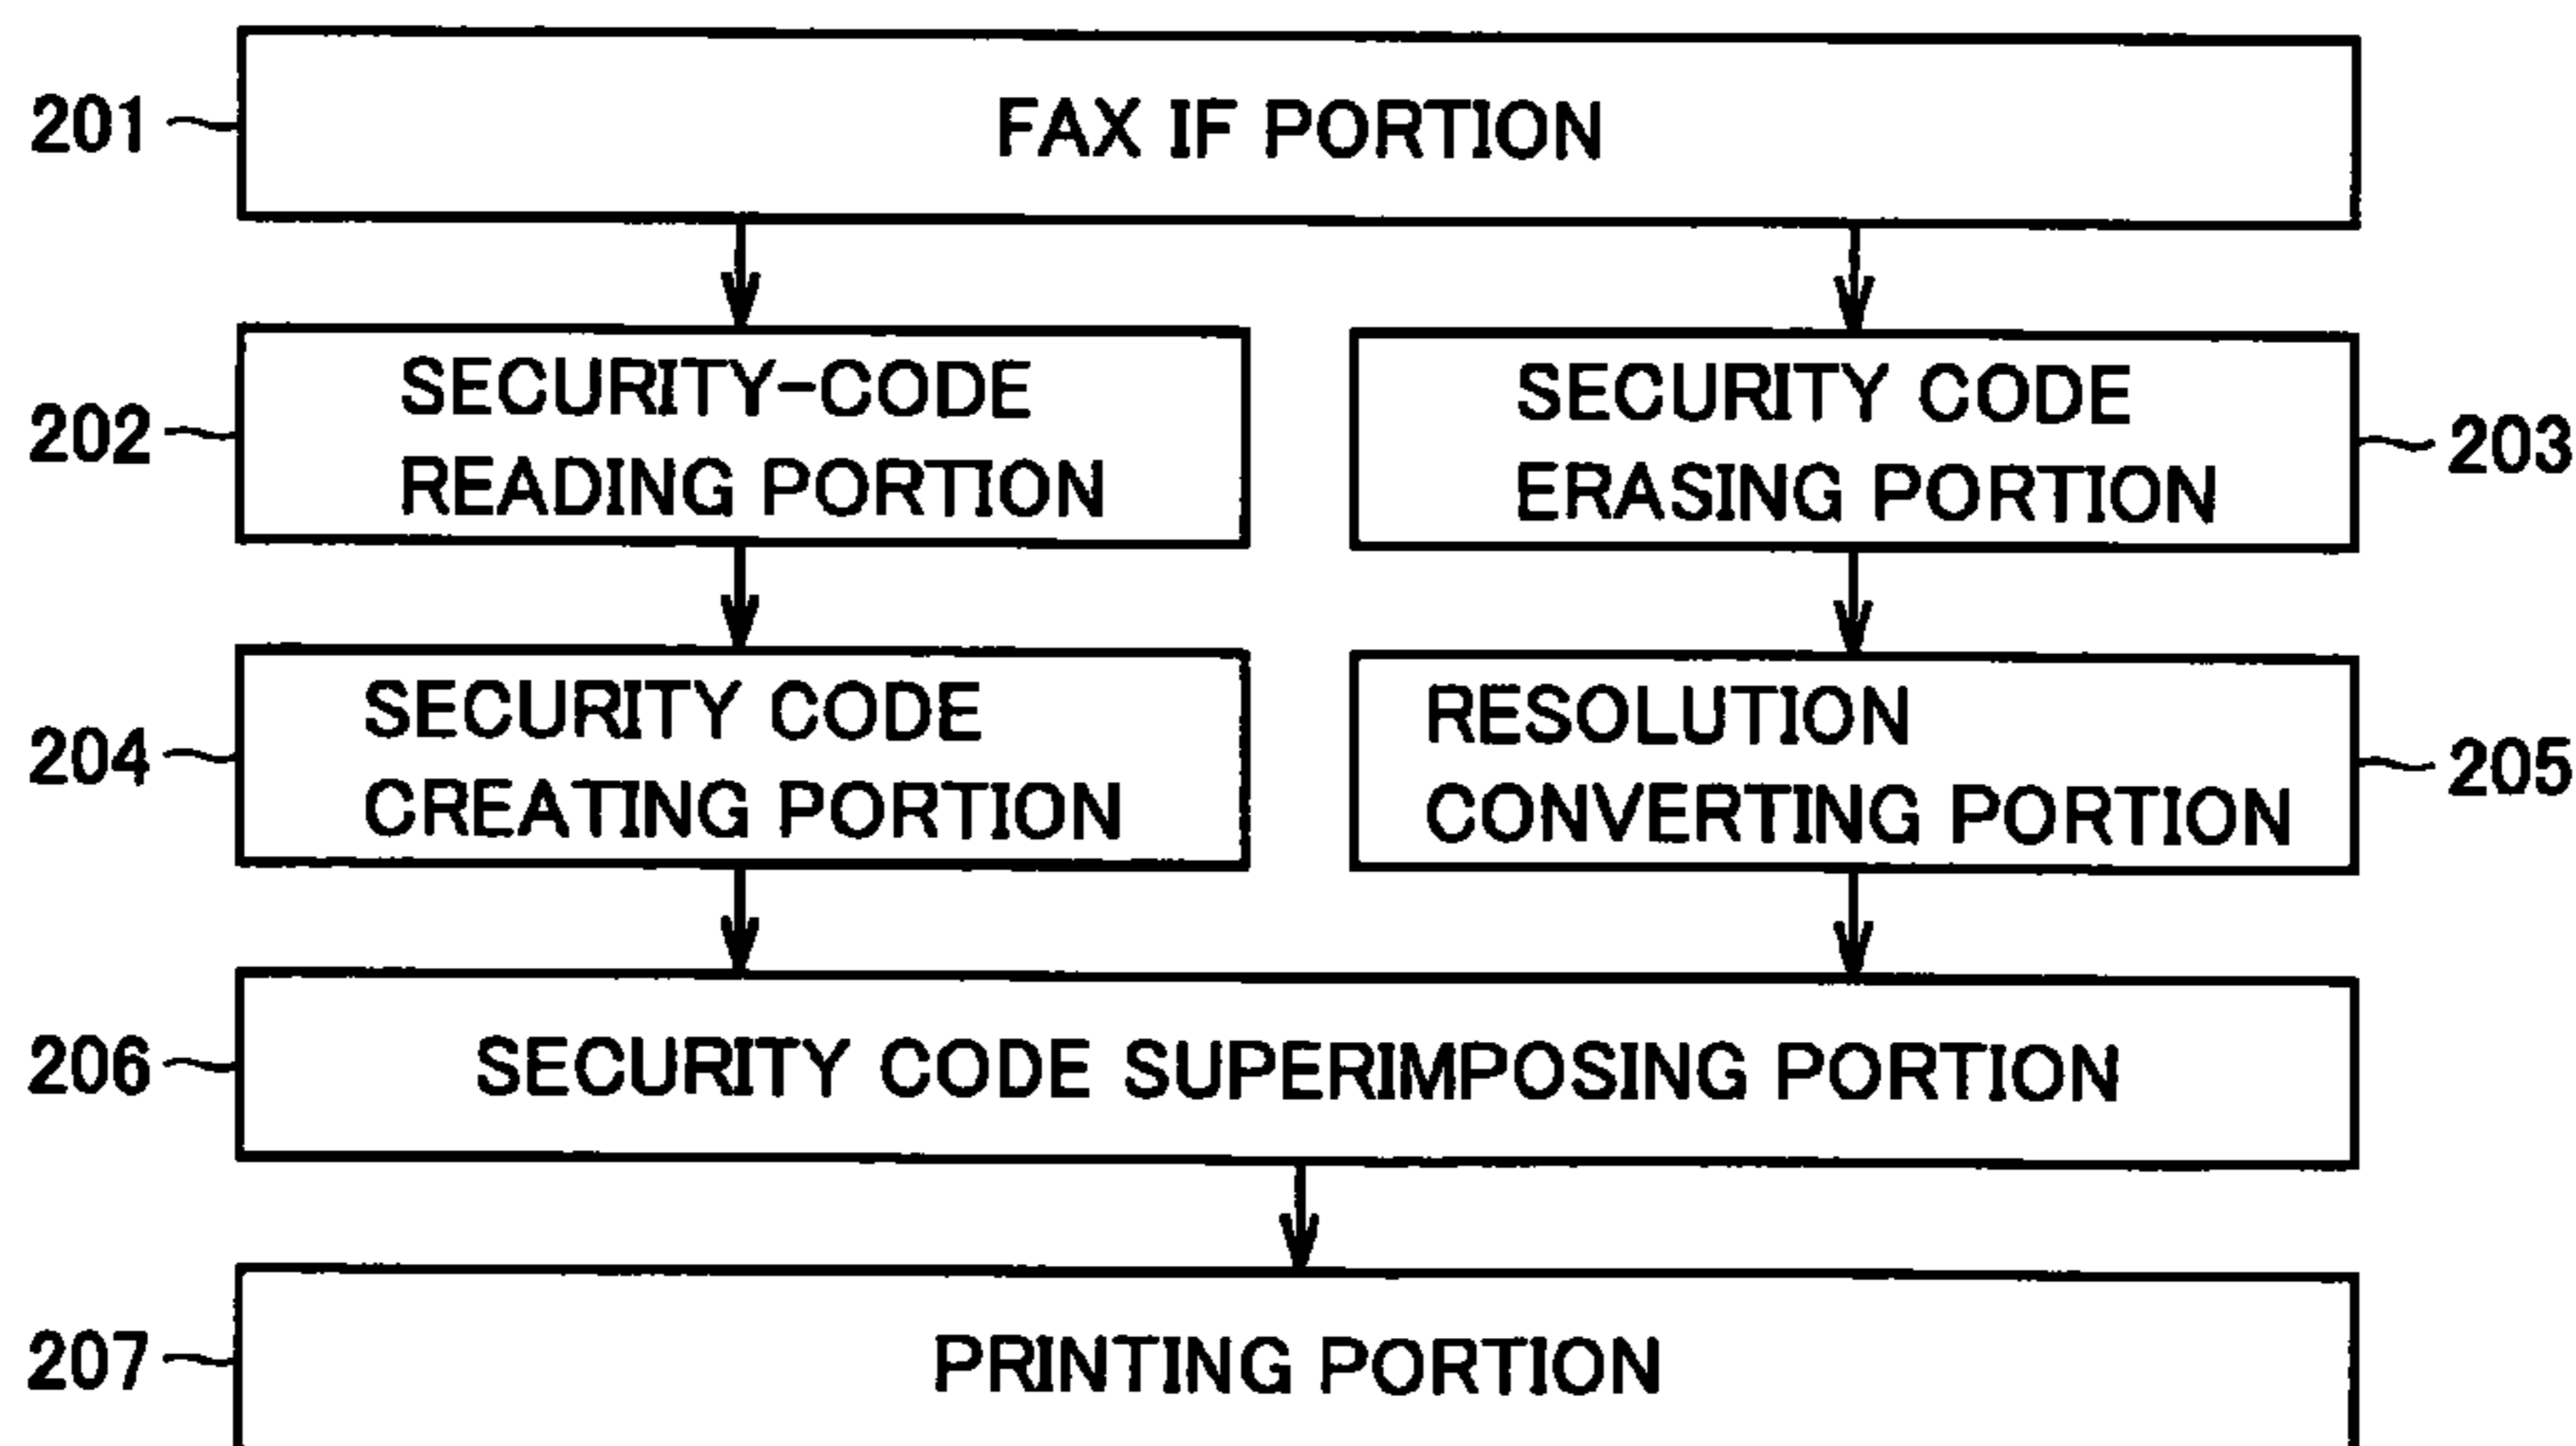 201
FAX IF PORTION
202
SECURITY-CODE
READING PORTION
SECURITY CODE
ERASING PORTION
203
204
SECURITY CODE
CREATING PORTION
RESOLUTION
CONVERTING PORTION
205
206
SECURITY CODE SUPERIMPOSING PORTION
207
PRINTING PORTION